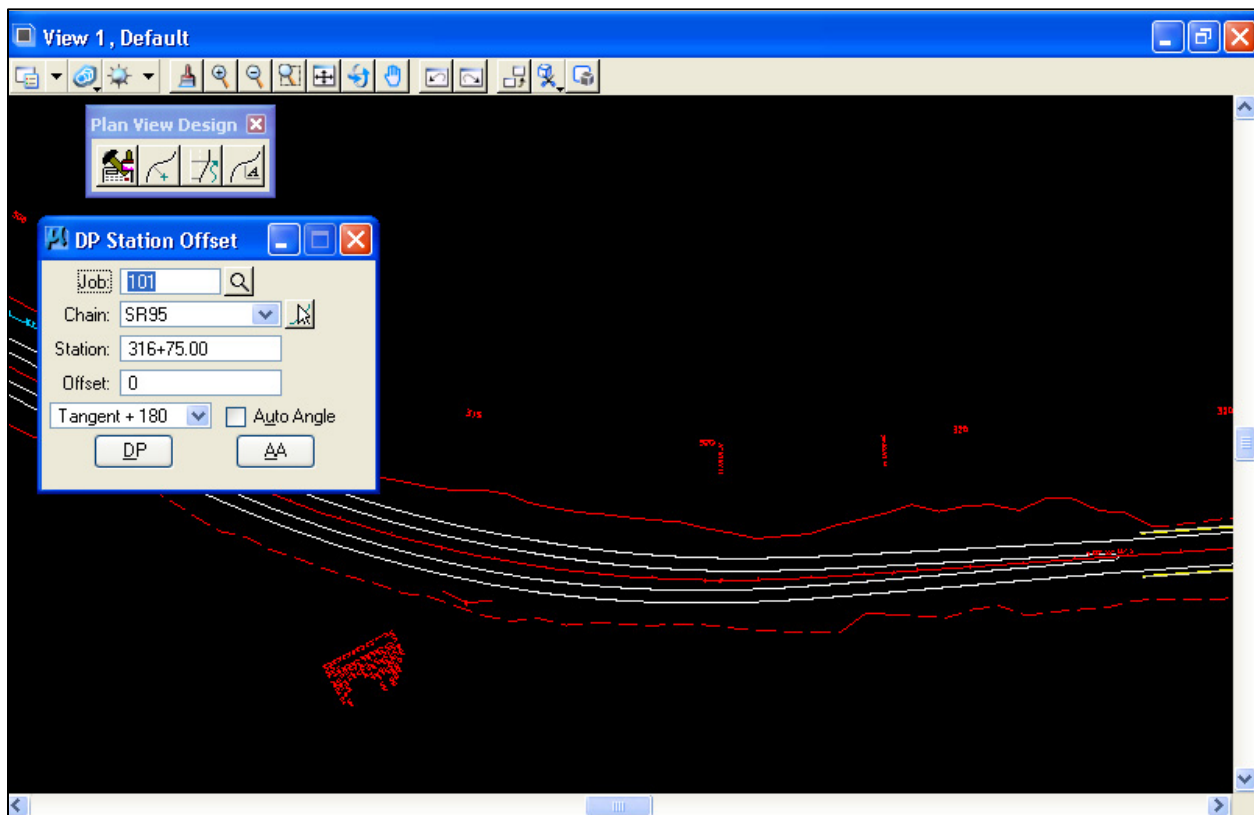 View 1, Default
Plan View Design
DP Station Offset
Job: 101
Chain: SR95
Station: 316+75.00
Offset: 0
Tangent + 180 Auto Angle
DP AA
315
320